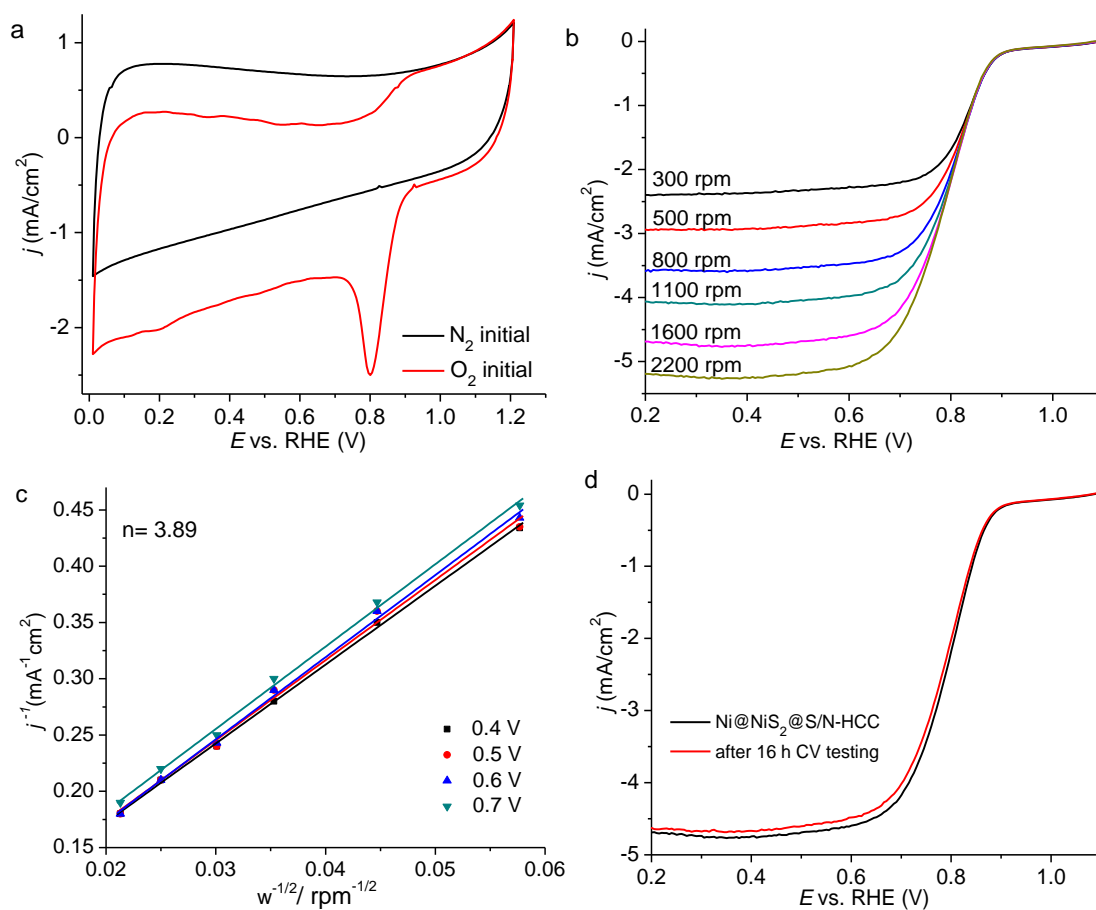 a
1
0
-1
-2
j (mA/cm²)
N₂ initial
O₂ initial
0.0 0.2 0.4 0.6 0.8 1.0 1.2
E vs. RHE (V)
b
0
-1
-2
-3
-4
-5
j (mA/cm²)
300 rpm
500 rpm
800 rpm
1100 rpm
1600 rpm
2200 rpm
0.2 0.4 0.6 0.8 1.0
E vs. RHE (V)
c
n= 3.89
0.45
0.40
0.35
0.30
0.25
0.20
0.15
j⁻¹(mA⁻¹cm²)
0.4 V
0.5 V
0.6 V
0.7 V
0.02 0.03 0.04 0.05 0.06
w⁻¹/²/ rpm⁻¹/²
d
0
-1
-2
-3
-4
-5
j (mA/cm²)
Ni@NiS₂@S/N-HCC
after 16 h CV testing
0.2 0.4 0.6 0.8 1.0
E vs. RHE (V)